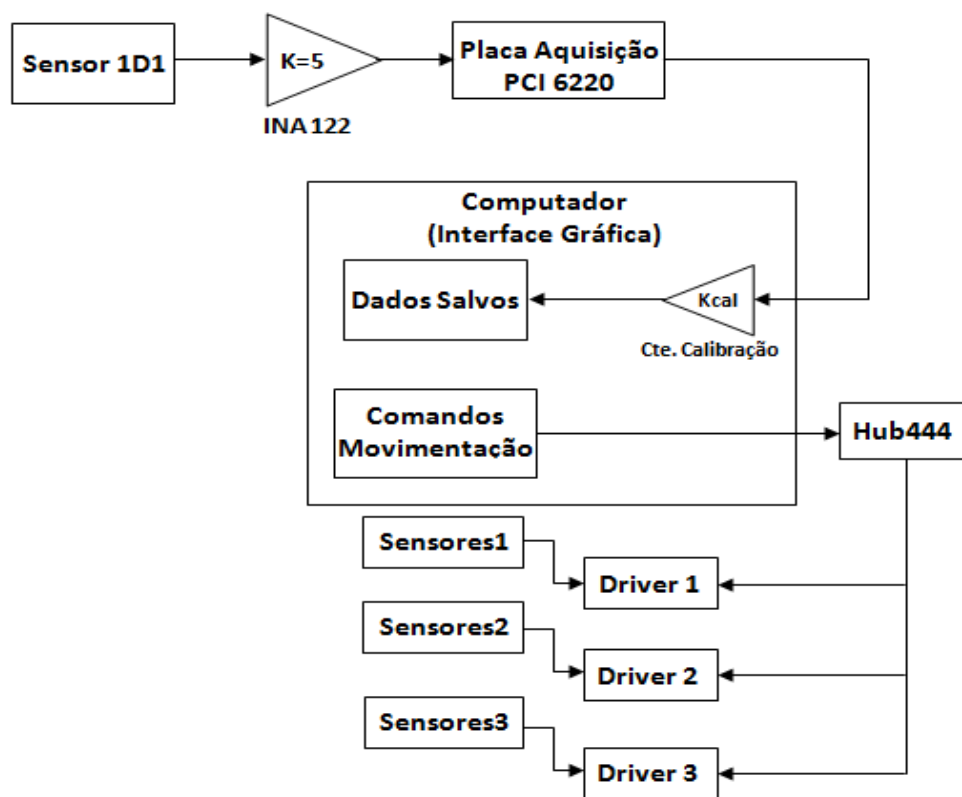 Sensor 1D1
K=5
INA 122
Placa Aquisição
PCI 6220
Computador
(Interface Gráfica)
Dados Salvos
Kcal
Cte. Calibração
Comandos
Movimentação
Hub444
Sensores1
Driver 1
Sensores2
Driver 2
Sensores3
Driver 3